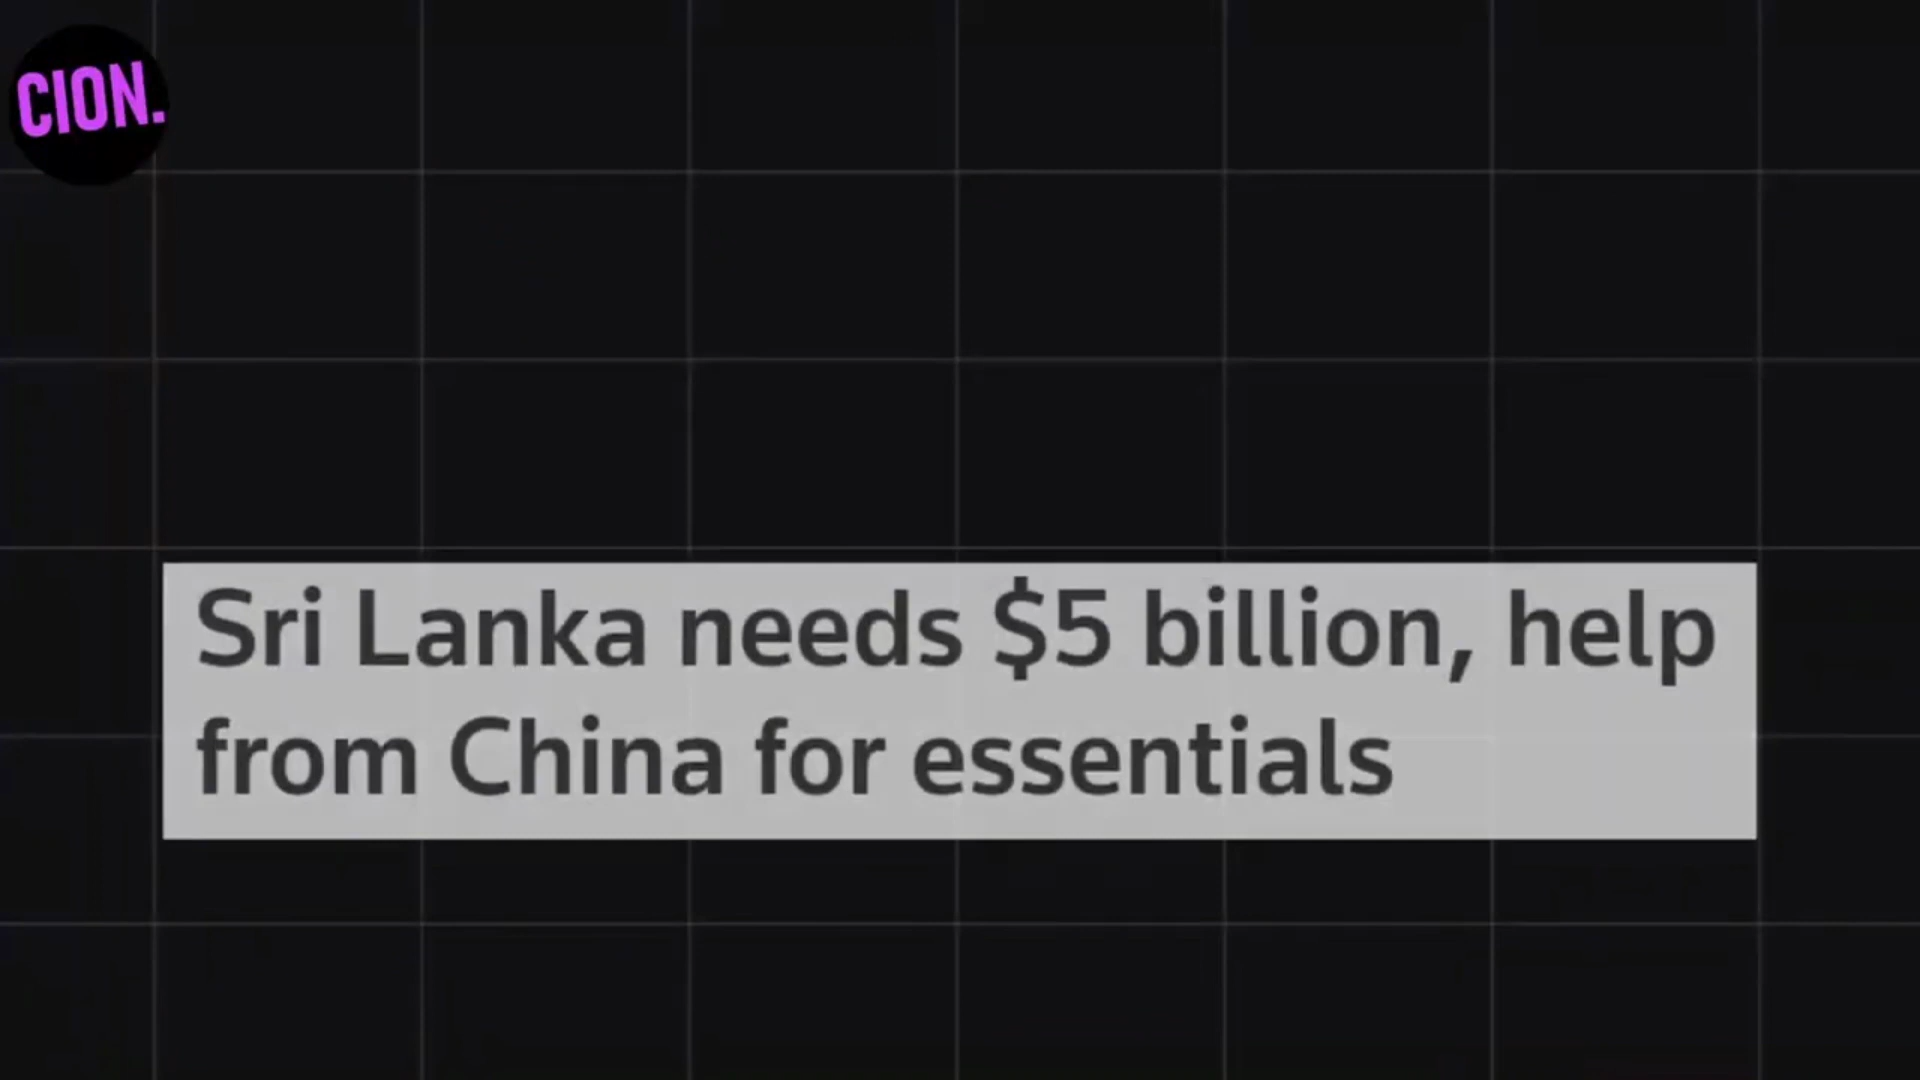 CION.
Sri Lanka needs $5 billion, help
from China for essentials